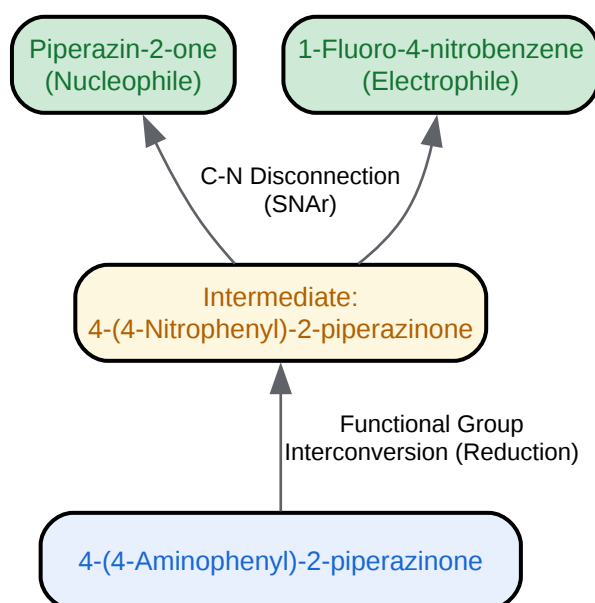 Piperazin-2-one
(Nucleophile)
1-Fluoro-4-nitrobenzene
(Electrophile)
C-N Disconnection
(SNAr)
Intermediate:
4-(4-Nitrophenyl)-2-piperazinone
Functional Group
Interconversion (Reduction)
4-(4-Aminophenyl)-2-piperazinone